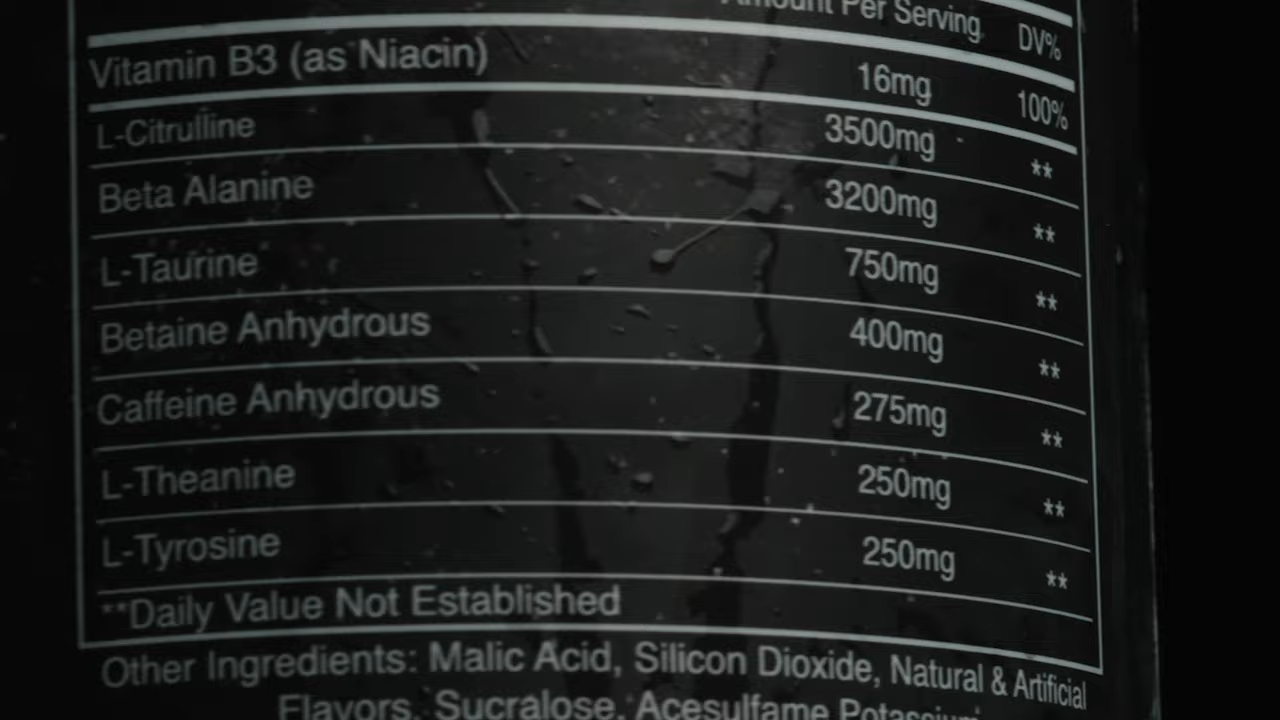 Amount Per Serving DV%
Vitamin B3 (as Niacin) 16mg 100%
L-Citrulline 3500mg **
Beta Alanine 3200mg **
L-Taurine 750mg **
Betaine Anhydrous 400mg **
Caffeine Anhydrous 275mg **
L-Theanine 250mg **
L-Tyrosine 250mg **
**Daily Value Not Established
Other Ingredients: Malic Acid, Silicon Dioxide, Natural & Artificial
Flavors, Sucralose, Acesulfame Potassium